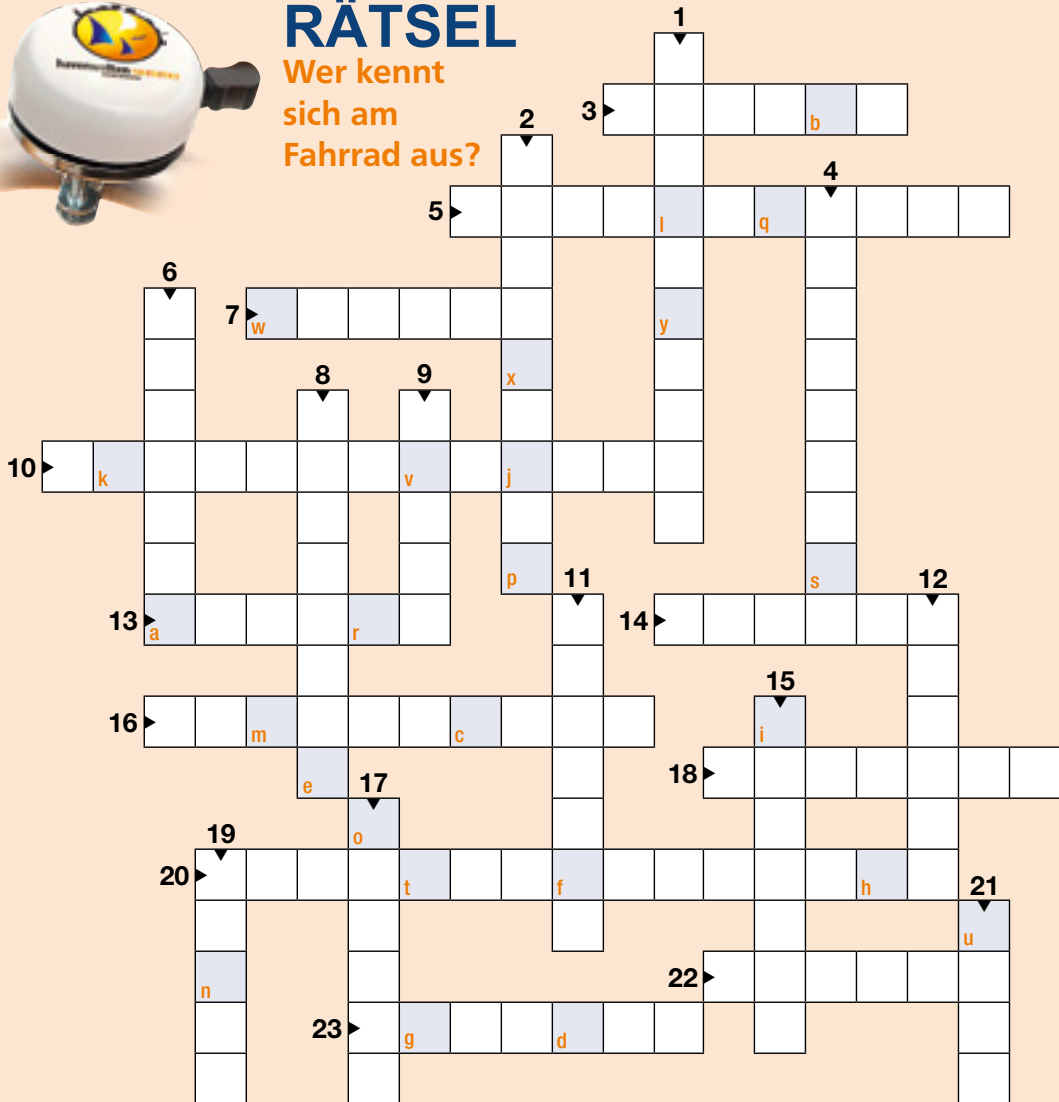 RÄTSEL
Wer kennt
sich am
Fahrrad aus?
1
3 b
2
4
5 l q
6
7 w y
x
8 9
10 k v j
p s
11 12
13 a r 14
15
16 m c i
e 17 18
o
19
20 t f h
21
u
n 22
23 g d